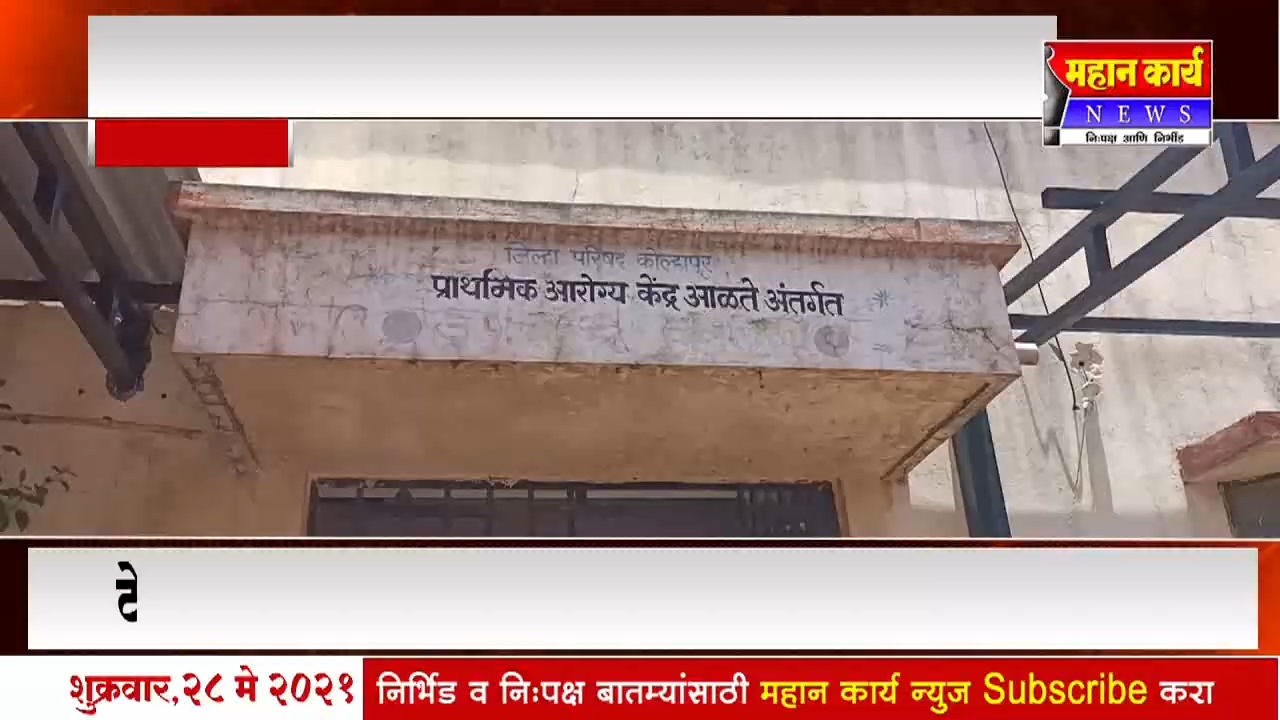 महान कार्य
NEWS
निःपक्ष आणि निर्भीड
जिल्हा परिषद कोल्हापूर
प्राथमिक आरोग्य केंद्र आळते अंतर्गत
टे
शुक्रवार,२८ मे २०२१
निर्भिड व निःपक्ष बातम्यांसाठी महान कार्य न्युज Subscribe करा